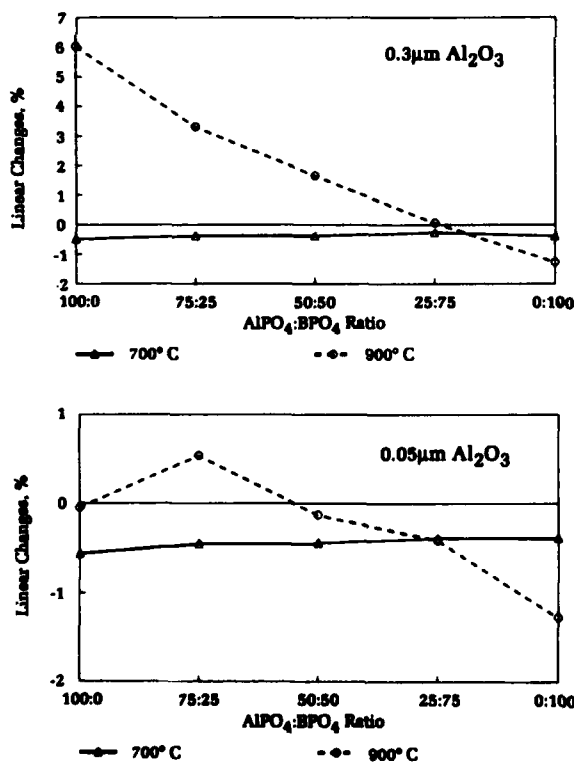 7
6
5
4
3
2
1
0
-1
-2
Linear Changes, %
0.3μm Al2O3
100:0 75:25 50:50 25:75 0:100
AlPO4:BPO4 Ratio
700° C 900° C
1
0
-1
-2
Linear Changes, %
0.05μm Al2O3
100:0 75:25 50:50 25:75 0:100
AlPO4:BPO4 Ratio
700° C 900° C